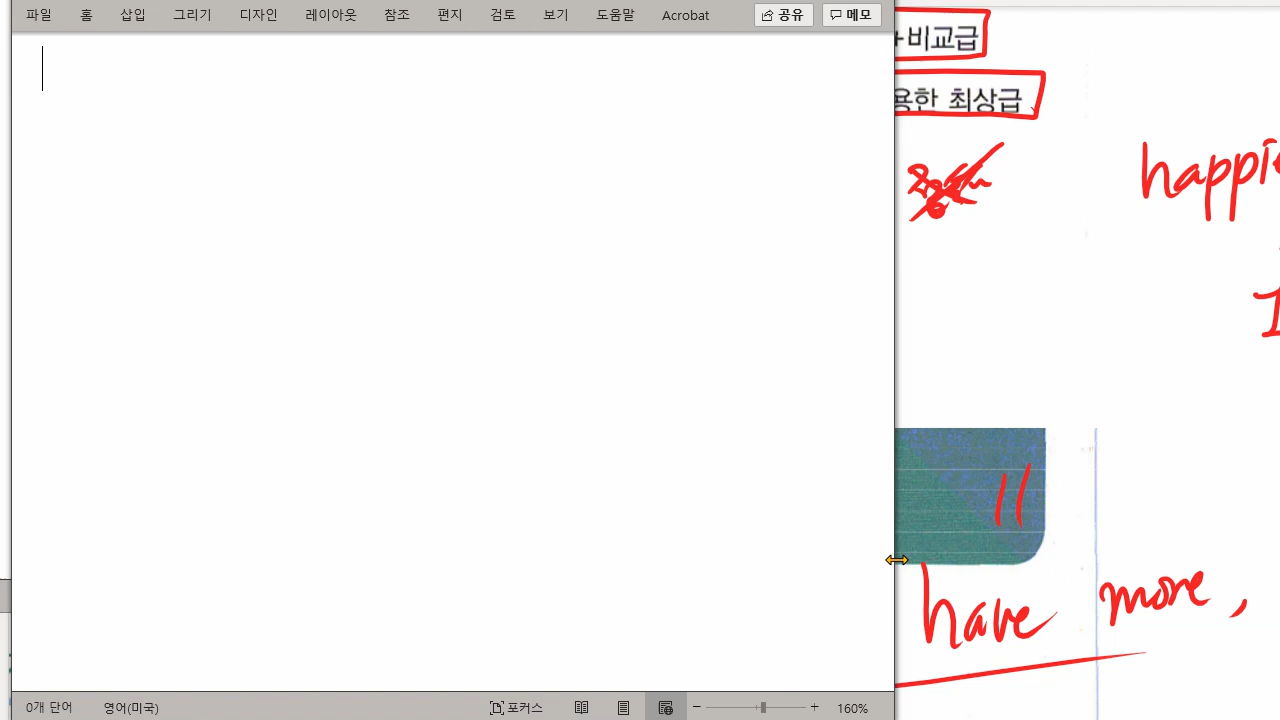 파일 홈 삽입 그리기 디자인 레이아웃 참조 편지 검토 보기 도움말 Acrobat 공유 메모
+비교급
용한 최상급
happi
have more,
0개 단어 영어(미국) 포커스 160%